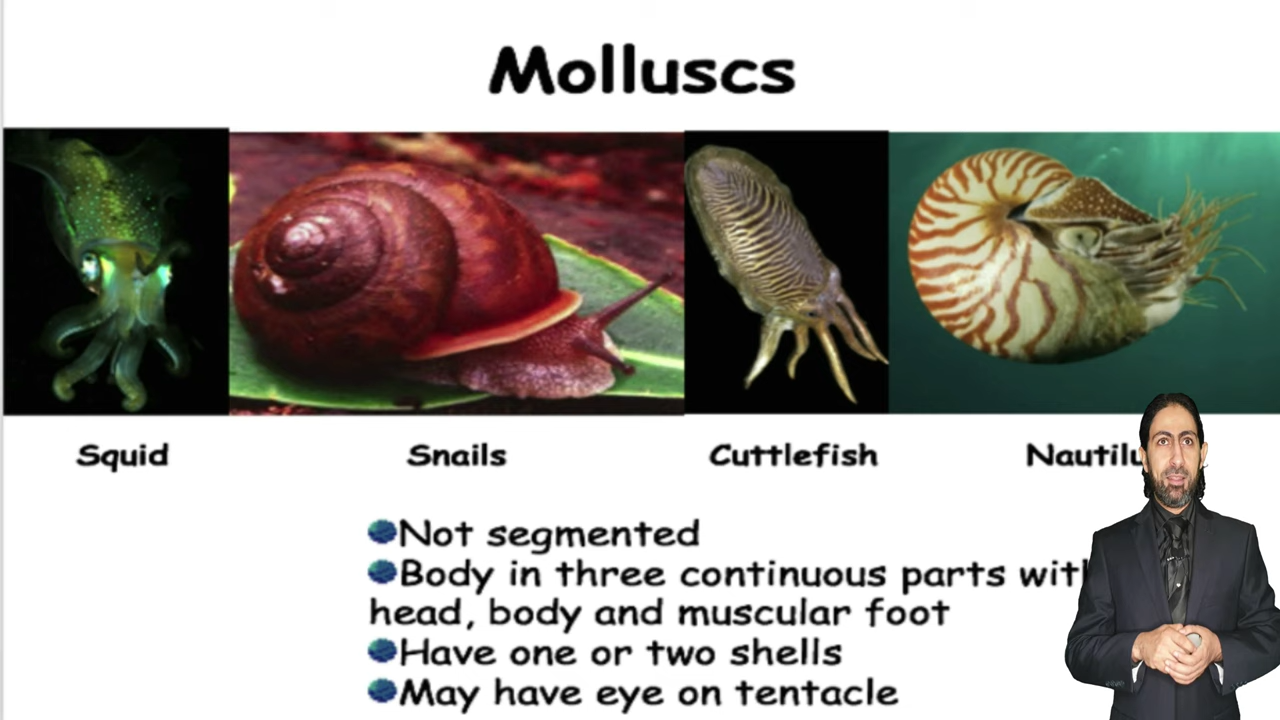 Molluscs
Squid
Snails
Cuttlefish
Nautilu
Not segmented
Body in three continuous parts with
head, body and muscular foot
Have one or two shells
May have eye on tentacle